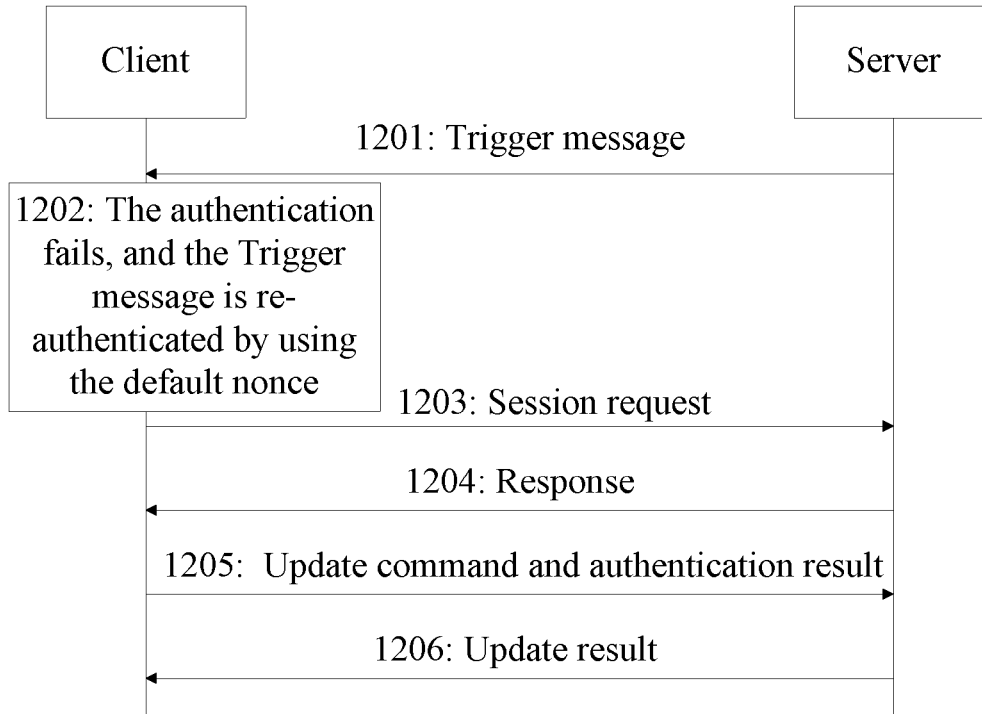 Client
Server
1201: Trigger message
1202: The authentication
fails, and the Trigger
message is re-
authenticated by using
the default nonce
1203: Session request
1204: Response
1205: Update command and authentication result
1206: Update result